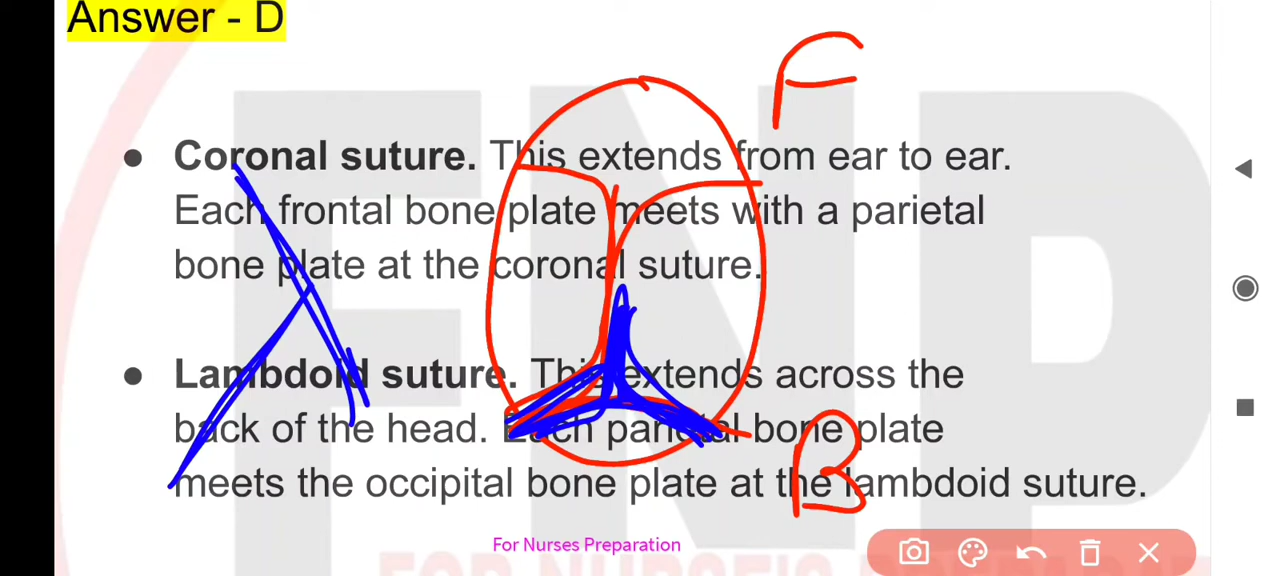 Answer - D
F
● Coronal suture. This extends from ear to ear.
Each frontal bone plate meets with a parietal
bone plate at the coronal suture.
● Lambdoid suture. This extends across the
back of the head. Each parietal bone plate
meets the occipital bone plate at the lambdoid suture.
B
For Nurses Preparation
FNP